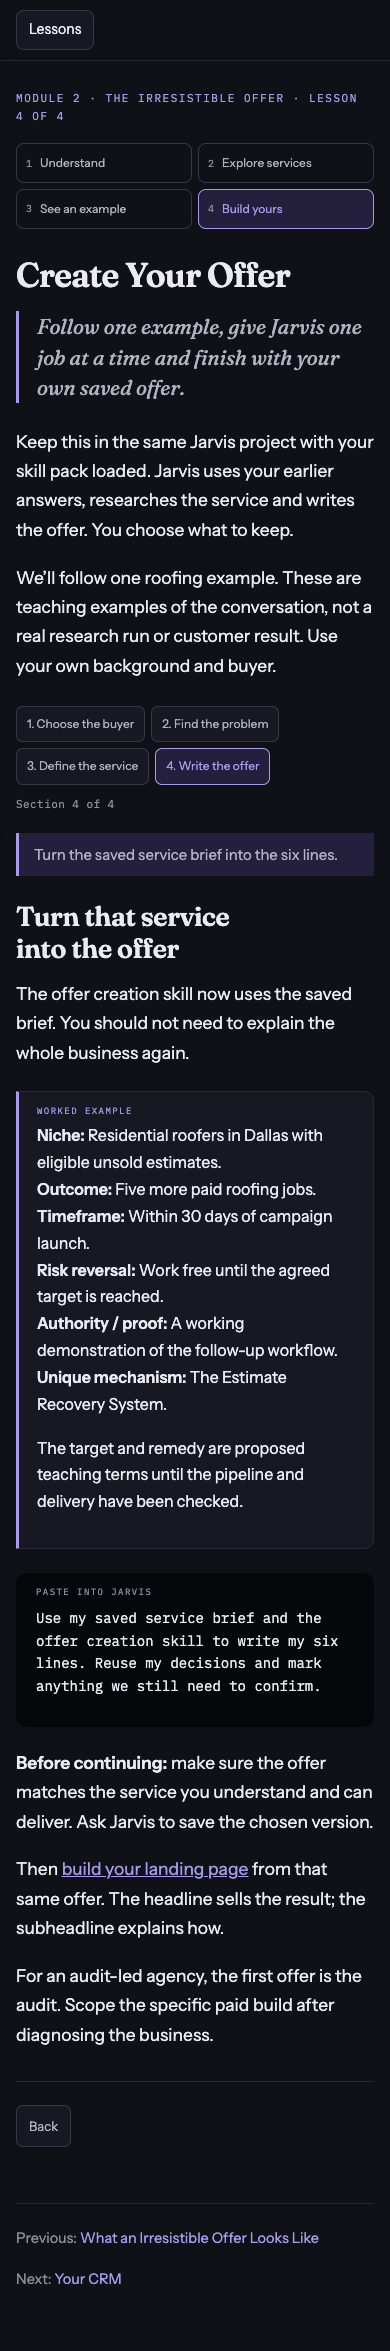 Lessons
MODULE 2 · THE IRRESISTIBLE OFFER · LESSON
4 OF 4
1 Understand
2 Explore services
3 See an example
4 Build yours
Create Your Offer
Follow one example, give Jarvis one
job at a time and finish with your
own saved offer.
Keep this in the same Jarvis project with your
skill pack loaded. Jarvis uses your earlier
answers, researches the service and writes
the offer. You choose what to keep.
We'll follow one roofing example. These are
teaching examples of the conversation, not a
real research run or customer result. Use
your own background and buyer.
1. Choose the buyer
2. Find the problem
3. Define the service
4. Write the offer
Section 4 of 4
Turn the saved service brief into the six lines.
Turn that service
into the offer
The offer creation skill now uses the saved
brief. You should not need to explain the
whole business again.
WORKED EXAMPLE
Niche: Residential roofers in Dallas with
eligible unsold estimates.
Outcome: Five more paid roofing jobs.
Timeframe: Within 30 days of campaign
launch.
Risk reversal: Work free until the agreed
target is reached.
Authority / proof: A working
demonstration of the follow-up workflow.
Unique mechanism: The Estimate
Recovery System.
The target and remedy are proposed
teaching terms until the pipeline and
delivery have been checked.
PASTE INTO JARVIS
Use my saved service brief and the
offer creation skill to write my six
lines. Reuse my decisions and mark
anything we still need to confirm.
Before continuing: make sure the offer
matches the service you understand and can
deliver. Ask Jarvis to save the chosen version.
Then build your landing page from that
same offer. The headline sells the result; the
subheadline explains how.
For an audit-led agency, the first offer is the
audit. Scope the specific paid build after
diagnosing the business.
Back
Previous: What an Irresistible Offer Looks Like
Next: Your CRM